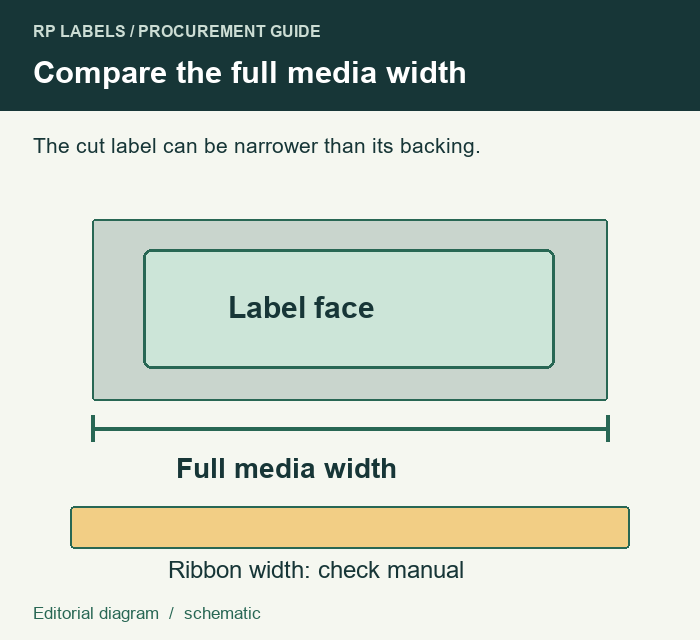 RP LABELS / PROCUREMENT GUIDE
Compare the full media width
The cut label can be narrower than its backing.
Label face
Full media width
Ribbon width: check manual
Editorial diagram / schematic